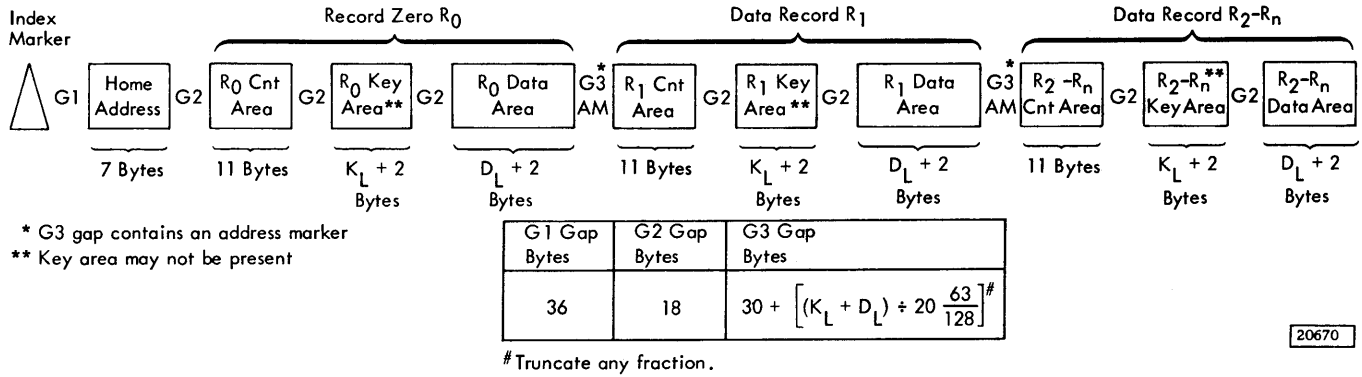 Index
Marker
Record Zero R0
Data Record R1
Data Record R2-Rn
G1
Home
Address
G2
R0 Cnt
Area
G2
R0 Key
Area**
G2
R0 Data
Area
*
G3
AM
R1 Cnt
Area
G2
R1 Key
Area**
G2
R1 Data
Area
*
G3
AM
R2 -Rn
Cnt Area
G2
R2-Rn**
Key Area
G2
R2-Rn
Data Area
7 Bytes
11 Bytes
KL + 2
Bytes
DL + 2
Bytes
11 Bytes
KL + 2
Bytes
DL + 2
Bytes
11 Bytes
KL + 2
Bytes
DL + 2
Bytes
* G3 gap contains an address marker
** Key area may not be present
G1 Gap
Bytes
G2 Gap
Bytes
G3 Gap
Bytes
36
18
30 + [(KL + DL) ÷ 20 63/128]#
# Truncate any fraction.
20670